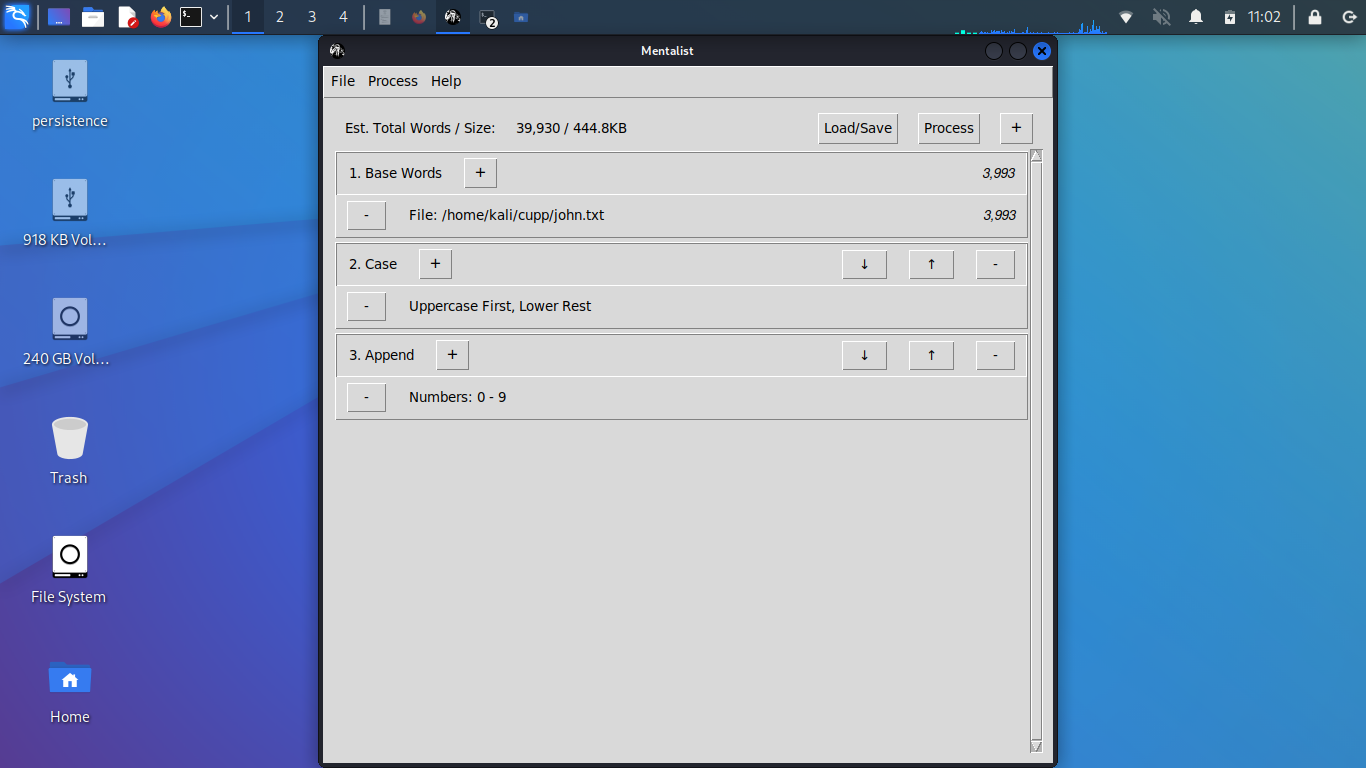 1 2 3 4 2 11:02
Mentalist
File Process Help
Est. Total Words / Size: 39,930 / 444.8KB Load/Save Process +
1. Base Words + 3,993
- File: /home/kali/cupp/john.txt 3,993
2. Case + ↓ ↑ -
- Uppercase First, Lower Rest
3. Append + ↓ ↑ -
- Numbers: 0 - 9
persistence
918 KB Vol...
240 GB Vol...
Trash
File System
Home